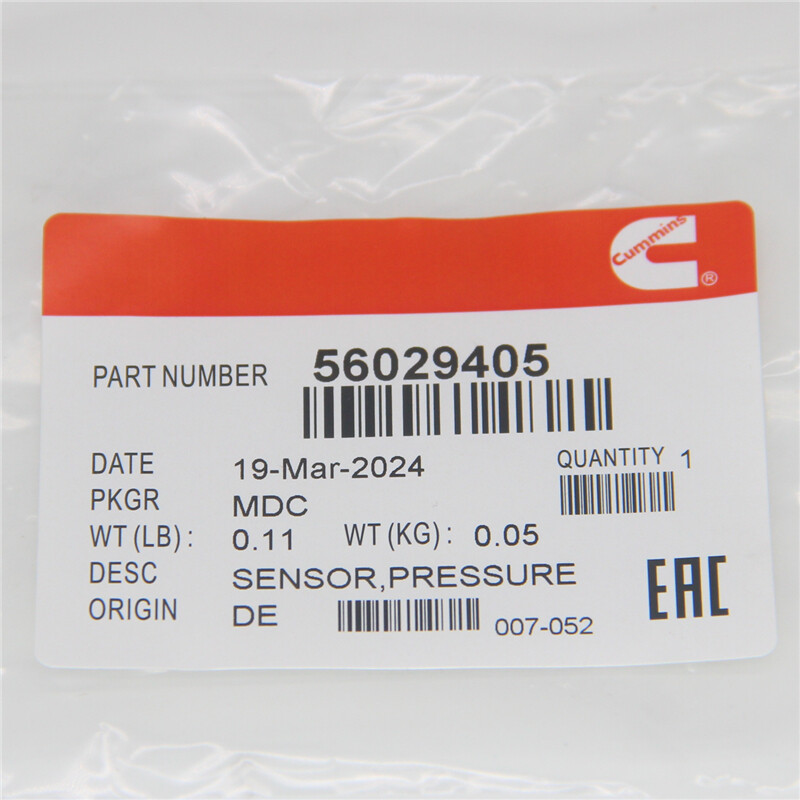 Cummins
®
PART NUMBER 56029405
DATE 19-Mar-2024 QUANTITY 1
PKGR MDC
WT (LB) : 0.11 WT (KG) : 0.05
DESC SENSOR,PRESSURE
ORIGIN DE 007-052
EAC